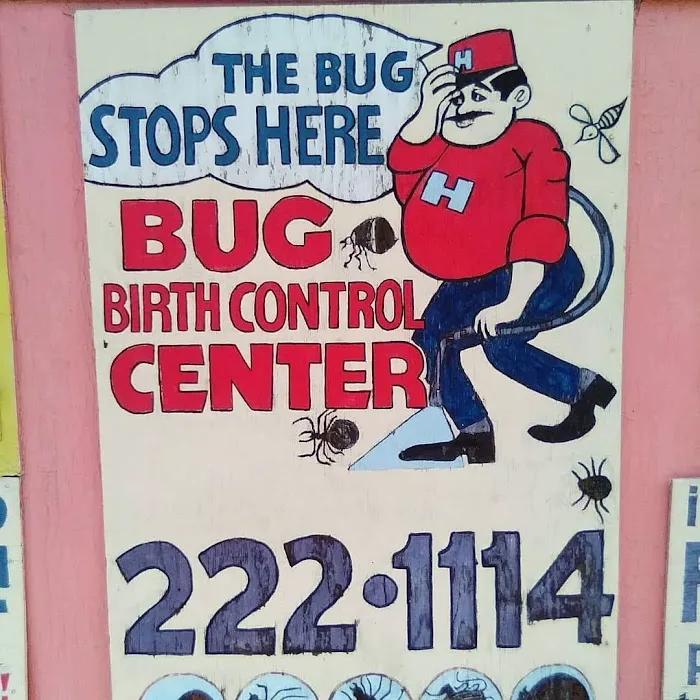 THE BUG
STOPS HERE
H
H
BUG
BIRTH CONTROL
CENTER
222•1114